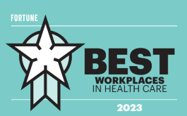 FORTUNE
BEST
WORKPLACES
IN HEALTH CARE
2023